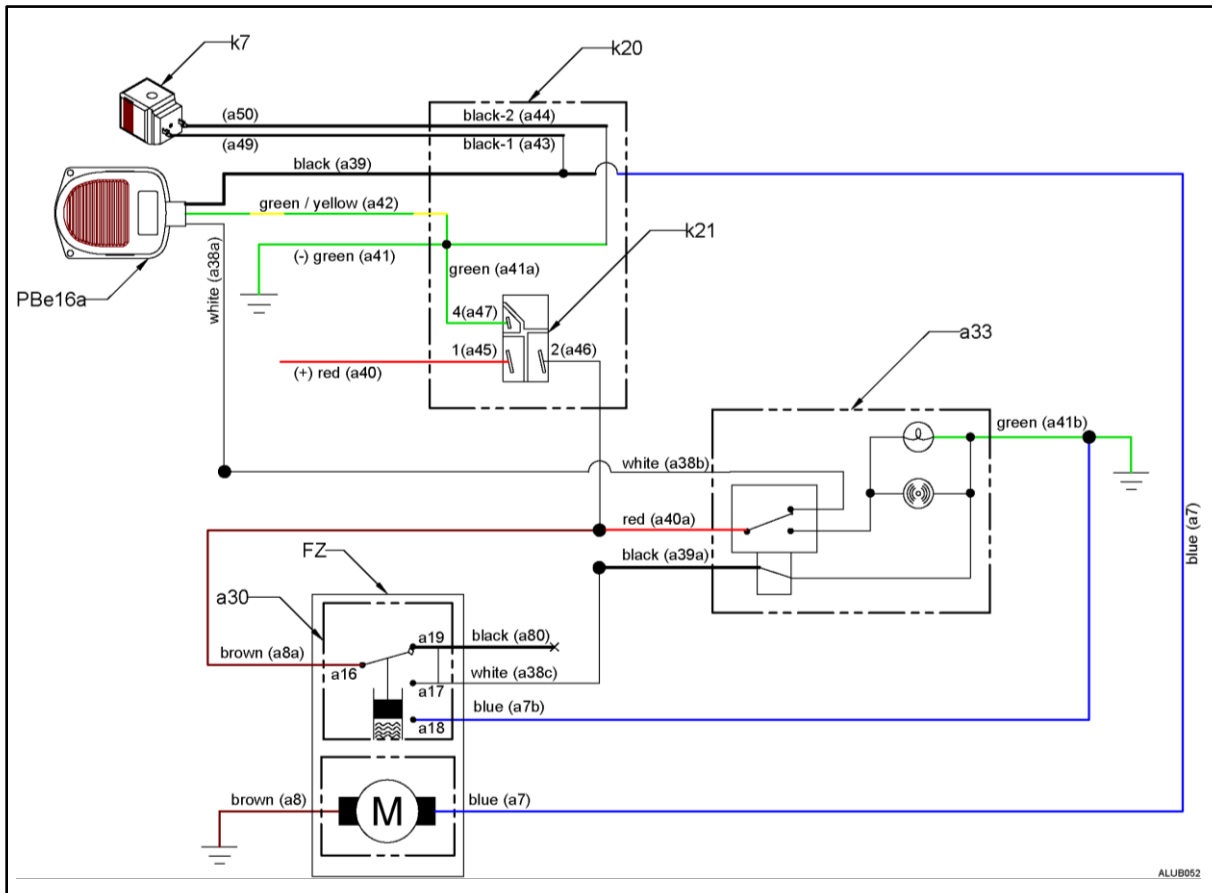 k7
k20
(a50)
black-2 (a44)
(a49)
black-1 (a43)
black (a39)
green / yellow (a42)
k21
(-) green (a41)
green (a41a)
PBe16a
white (a38a)
4(a47)
a33
1(a45)
2(a46)
(+) red (a40)
green (a41b)
white (a38b)
blue (a7)
red (a40a)
FZ
black (a39a)
a30
a19
black (a80)
brown (a8a)
a16
white (a38c)
a17
blue (a7b)
a18
brown (a8)
M
blue (a7)
ALUB052